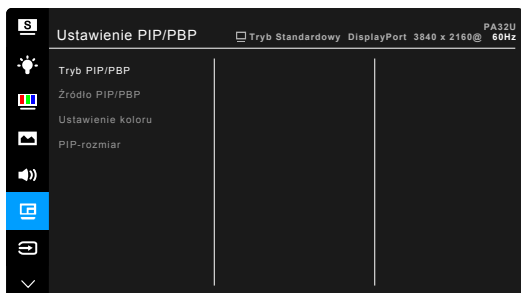 S
Ustawienie PIP/PBP
PA32U
Tryb Standardowy DisplayPort 3840 x 2160@ 60Hz
Tryb PIP/PBP
Źródło PIP/PBP
Ustawienie koloru
PIP-rozmiar